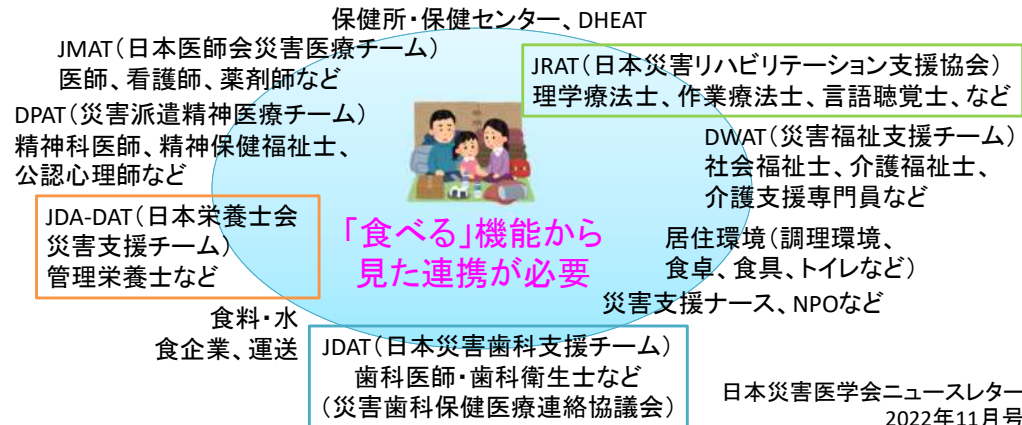 保健所・保健センター、DHEAT
JMAT(日本医師会災害医療チーム)
医師、看護師、薬剤師など
JRAT(日本災害リハビリテーション支援協会)
理学療法士、作業療法士、言語聴覚士、など
DPAT(災害派遣精神医療チーム)
精神科医師、精神保健福祉士、
公認心理師など
DWAT(災害福祉支援チーム)
社会福祉士、介護福祉士、
介護支援専門員など
JDA-DAT(日本栄養士会
災害支援チーム)
管理栄養士など
「食べる」機能から
見た連携が必要
居住環境(調理環境、
食卓、食具、トイレなど)
災害支援ナース、NPOなど
食料・水
食企業、運送
JDAT(日本災害歯科支援チーム)
歯科医師・歯科衛生士など
(災害歯科保健医療連絡協議会)
日本災害医学会ニュースレター
2022年11月号